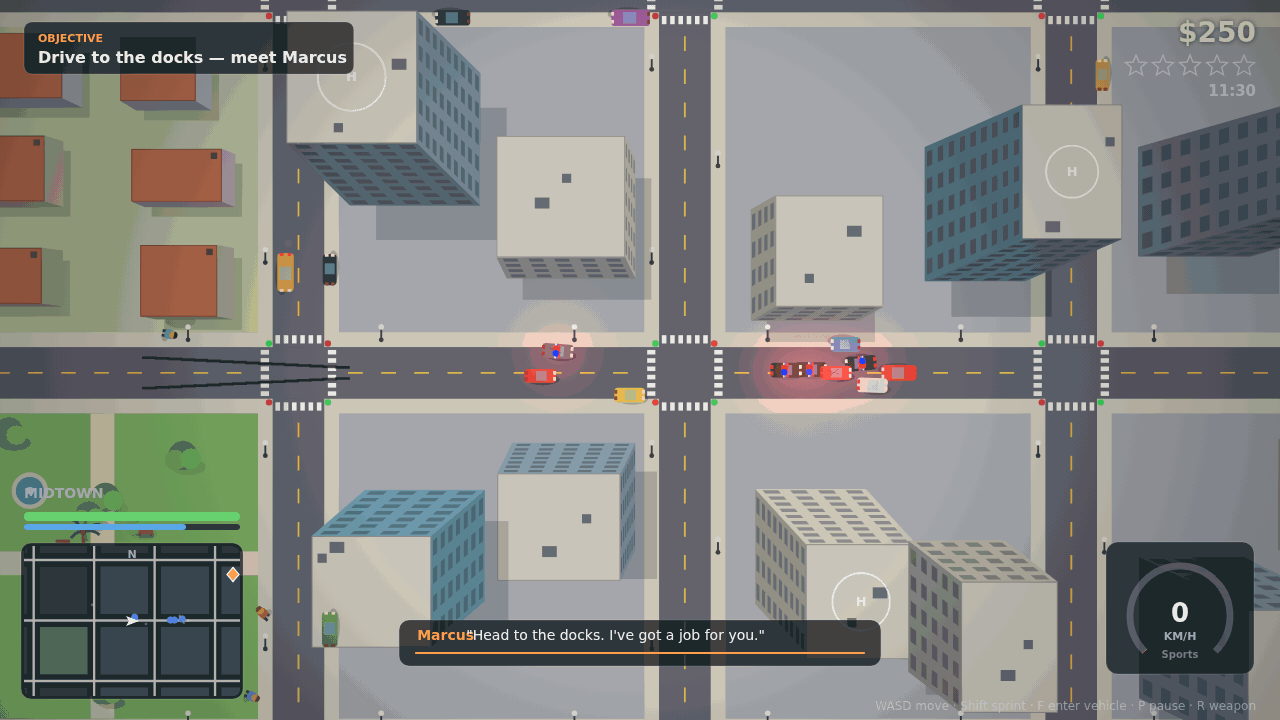 OBJECTIVE
Drive to the docks — meet Marcus
$250
11:30
H
H
MIDTOWN
N
H
Marcus "Head to the docks. I've got a job for you."
0
KM/H
Sports
WASD move · Shift sprint · F enter vehicle · P pause · R weapon